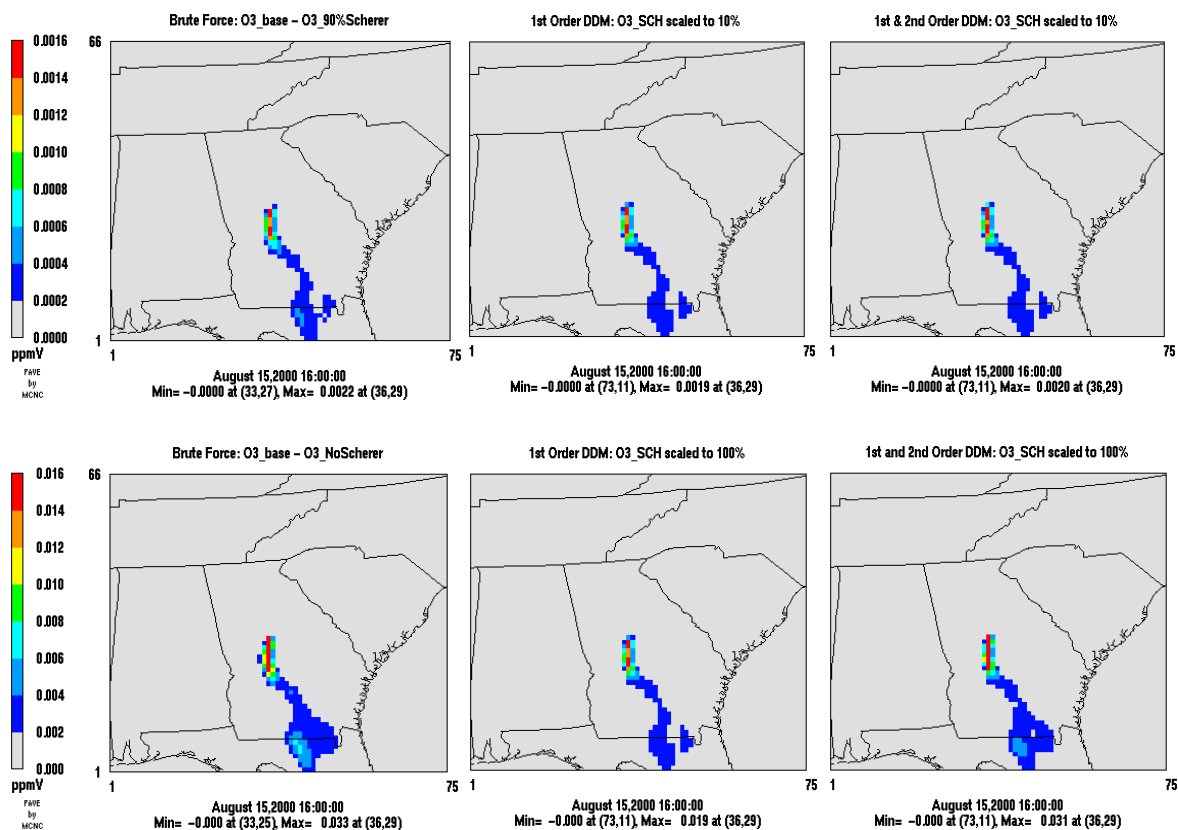 Brute Force: O3_base – O3_90%Scherer
1st Order DDM: O3_SCH scaled to 10%
1st & 2nd Order DDM: O3_SCH scaled to 10%
0.0016
0.0014
0.0012
0.0010
0.0008
0.0006
0.0004
0.0002
0.0000
ppmV
PAVE
by
MCNC
66
1
1
75
1
75
1
75
August 15,2000 16:00:00
Min= –0.0000 at (33,27), Max= 0.0022 at (36,29)
August 15,2000 16:00:00
Min= –0.0000 at (73,11), Max= 0.0019 at (36,29)
August 15,2000 16:00:00
Min= –0.0000 at (73,11), Max= 0.0020 at (36,29)
Brute Force: O3_base – O3_NoScherer
1st Order DDM: O3_SCH scaled to 100%
1st and 2nd Order DDM: O3_SCH scaled to 100%
0.016
0.014
0.012
0.010
0.008
0.006
0.004
0.002
0.000
ppmV
PAVE
by
MCNC
66
1
1
75
1
75
1
75
August 15,2000 16:00:00
Min= –0.000 at (33,25), Max= 0.033 at (36,29)
August 15,2000 16:00:00
Min= –0.000 at (73,11), Max= 0.019 at (36,29)
August 15,2000 16:00:00
Min= –0.000 at (73,11), Max= 0.031 at (36,29)